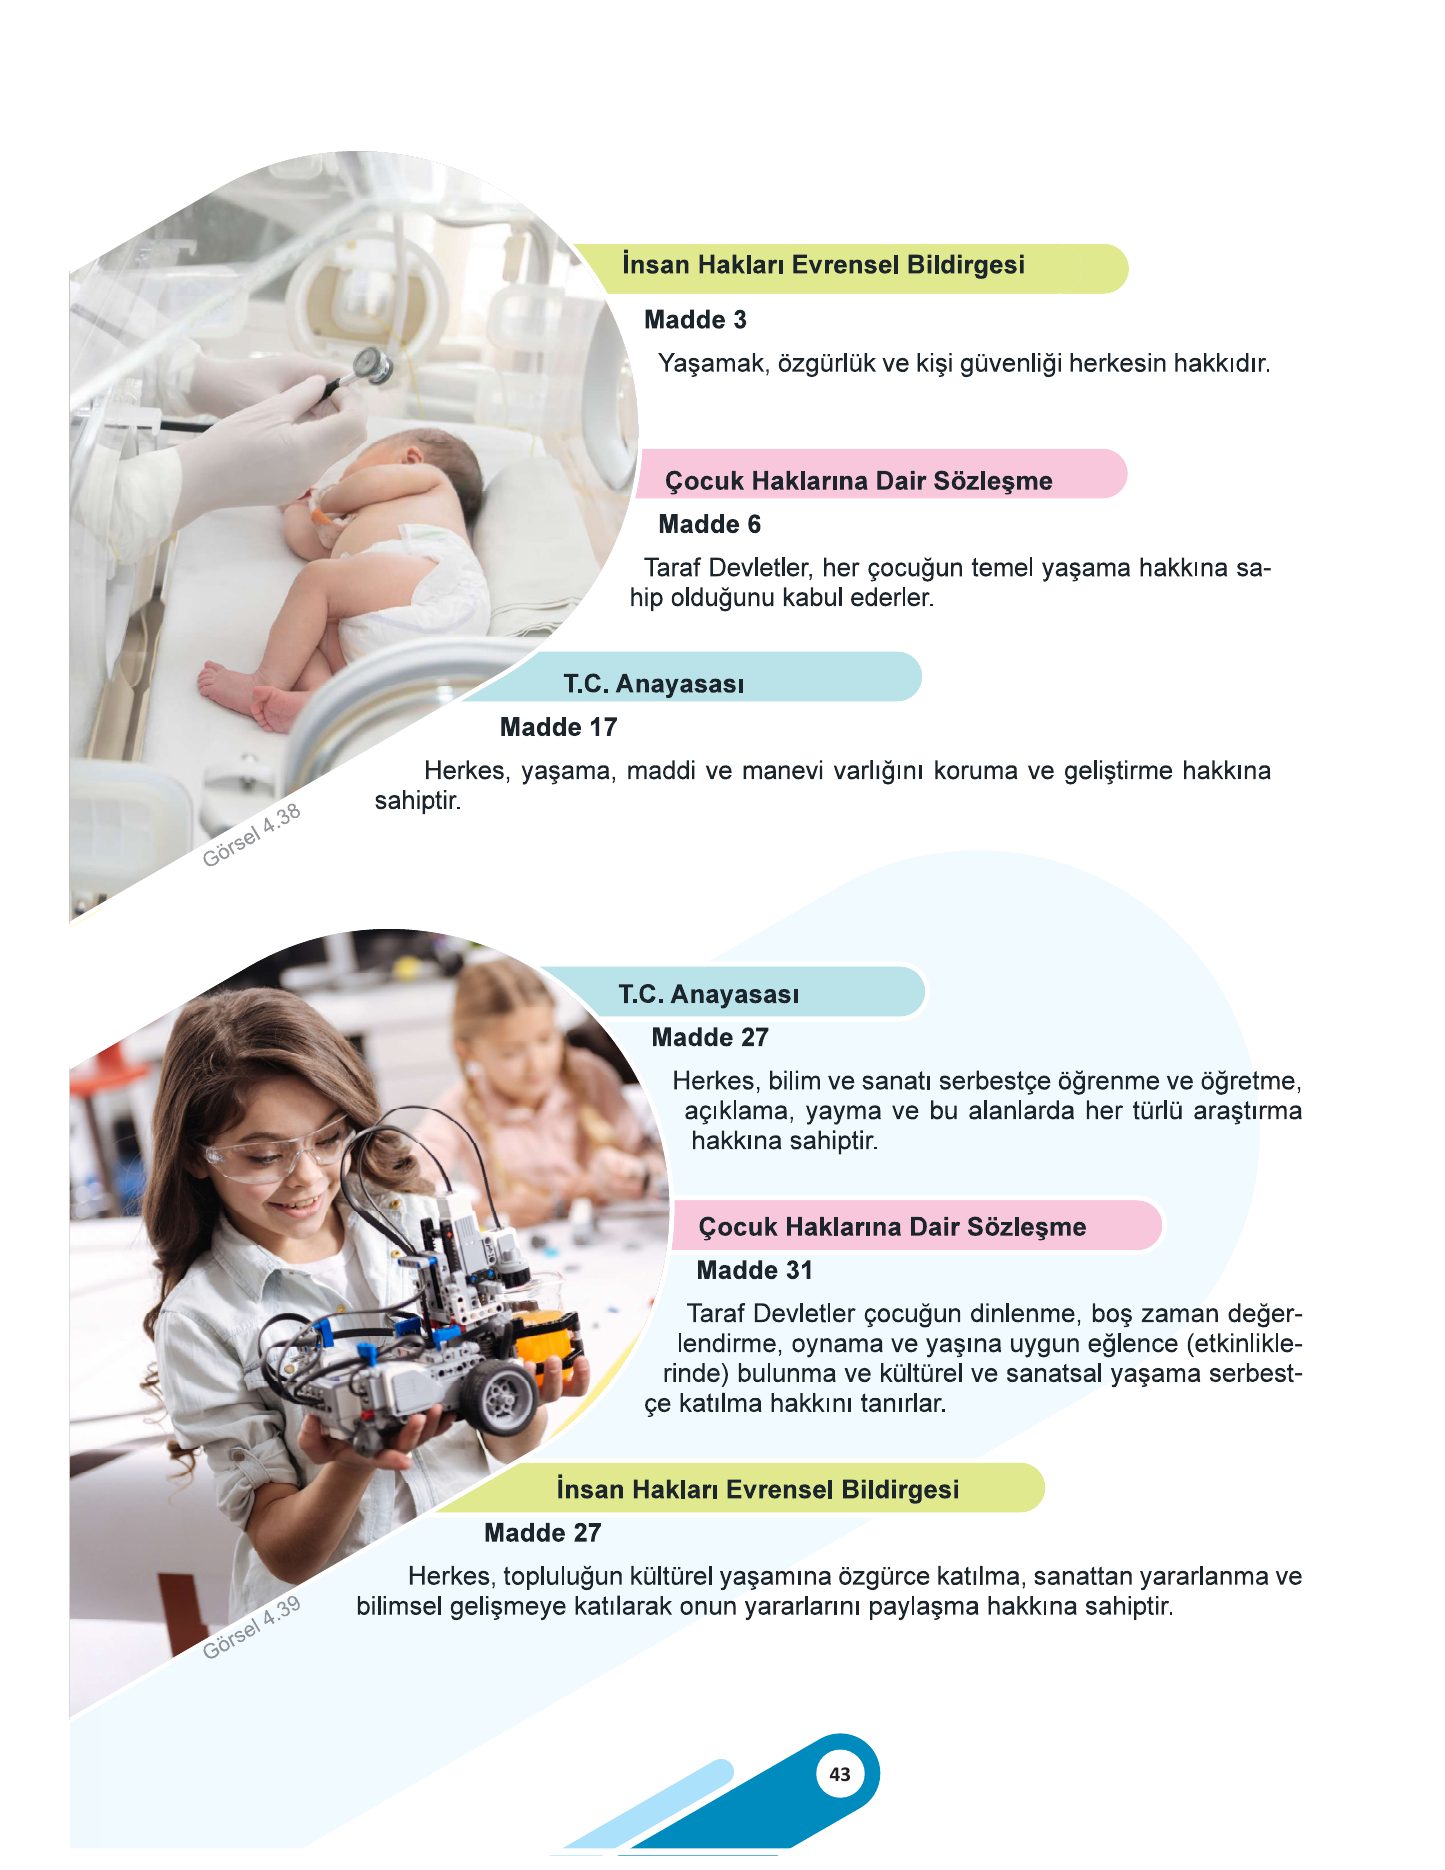 İnsan Hakları Evrensel Bildirgesi
Madde 3
Yaşamak, özgürlük ve kişi güvenliği herkesin hakkıdır.
Çocuk Haklarına Dair Sözleşme
Madde 6
Taraf Devletler, her çocuğun temel yaşama hakkına sa-
hip olduğunu kabul ederler.
T.C. Anayasası
Madde 17
Herkes, yaşama, maddi ve manevi varlığını koruma ve geliştirme hakkına
sahiptir.
Görsel 4.38
T.C. Anayasası
Madde 27
Herkes, bilim ve sanatı serbestçe öğrenme ve öğretme,
açıklama, yayma ve bu alanlarda her türlü araştırma
hakkına sahiptir.
Çocuk Haklarına Dair Sözleşme
Madde 31
Taraf Devletler çocuğun dinlenme, boş zaman değer-
lendirme, oynama ve yaşına uygun eğlence (etkinlikle-
rinde) bulunma ve kültürel ve sanatsal yaşama serbest-
çe katılma hakkını tanırlar.
İnsan Hakları Evrensel Bildirgesi
Madde 27
Herkes, topluluğun kültürel yaşamına özgürce katılma, sanattan yararlanma ve
bilimsel gelişmeye katılarak onun yararlarını paylaşma hakkına sahiptir.
Görsel 4.39
43